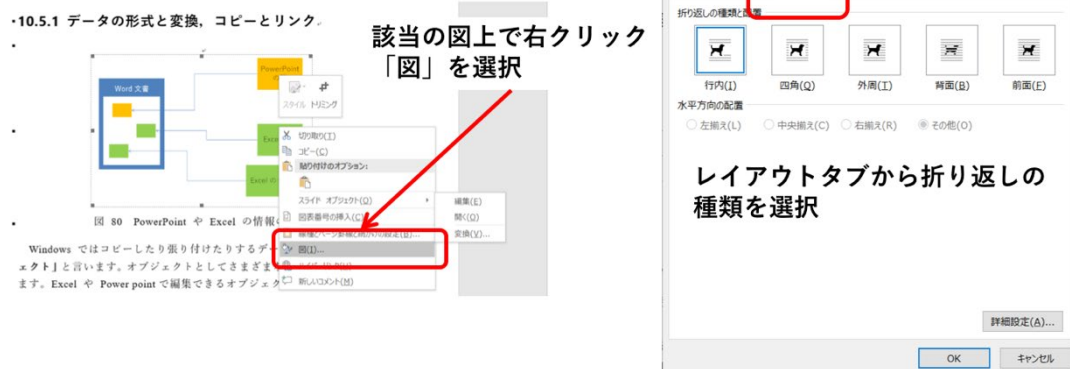 ・10.5.1 データの形式と変換，コピーとリンク
該当の図上で右クリック
「図」を選択
PowerPoint
Word 文書
スタイル トリミング
切り取り(T)
コピー(C)
貼り付けのオプション:
スライド オブジェクト(O)
編集(E)
開く(O)
変換(V)...
図表番号の挿入(C)
図(I)...
新しいコメント(M)
Excel
Excel の
図 80 PowerPoint や Excel の情報
Windows ではコピーしたり張り付けたりするデー
ェクト」と言います。オブジェクトとしてさまざま
ます。Excel や Power point で編集できるオブジェク
折り返しの種類と配置
行内(I)
四角(Q)
外周(T)
背面(B)
前面(F)
水平方向の配置
左揃え(L)
中央揃え(C)
右揃え(R)
その他(O)
レイアウトタブから折り返しの
種類を選択
詳細設定(A)...
OK
キャンセル